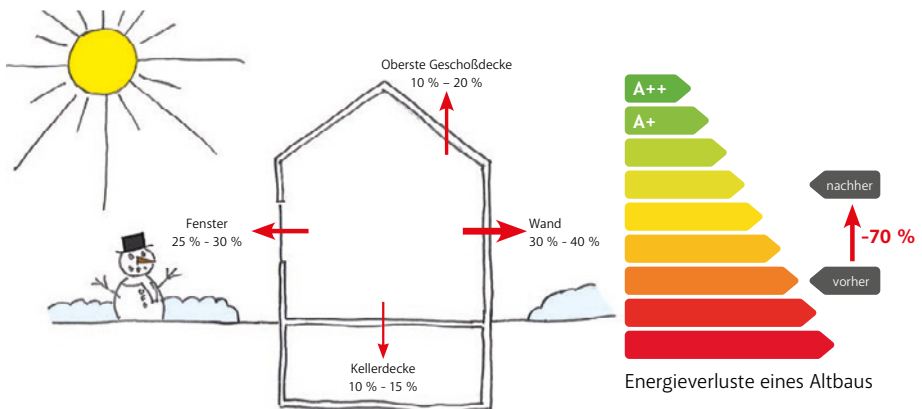 Oberste Geschoßdecke
10 % – 20 %
Fenster
25 % - 30 %
Wand
30 % - 40 %
Kellerdecke
10 % - 15 %
A++
A+
nachher
-70 %
vorher
Energieverluste eines Altbaus